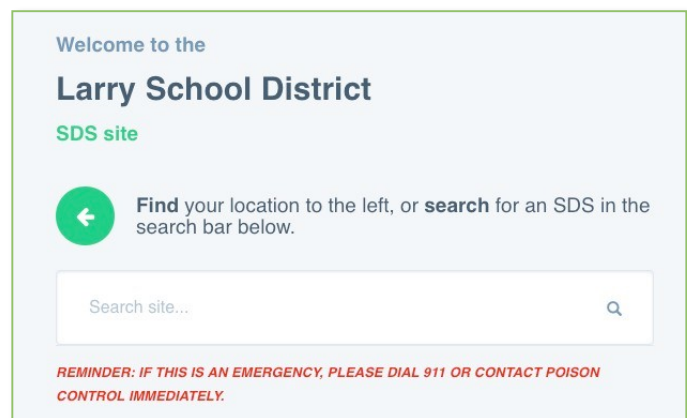 Welcome to the
Larry School District
SDS site
Find your location to the left, or search for an SDS in the
search bar below.
Search site...
REMINDER: IF THIS IS AN EMERGENCY, PLEASE DIAL 911 OR CONTACT POISON
CONTROL IMMEDIATELY.